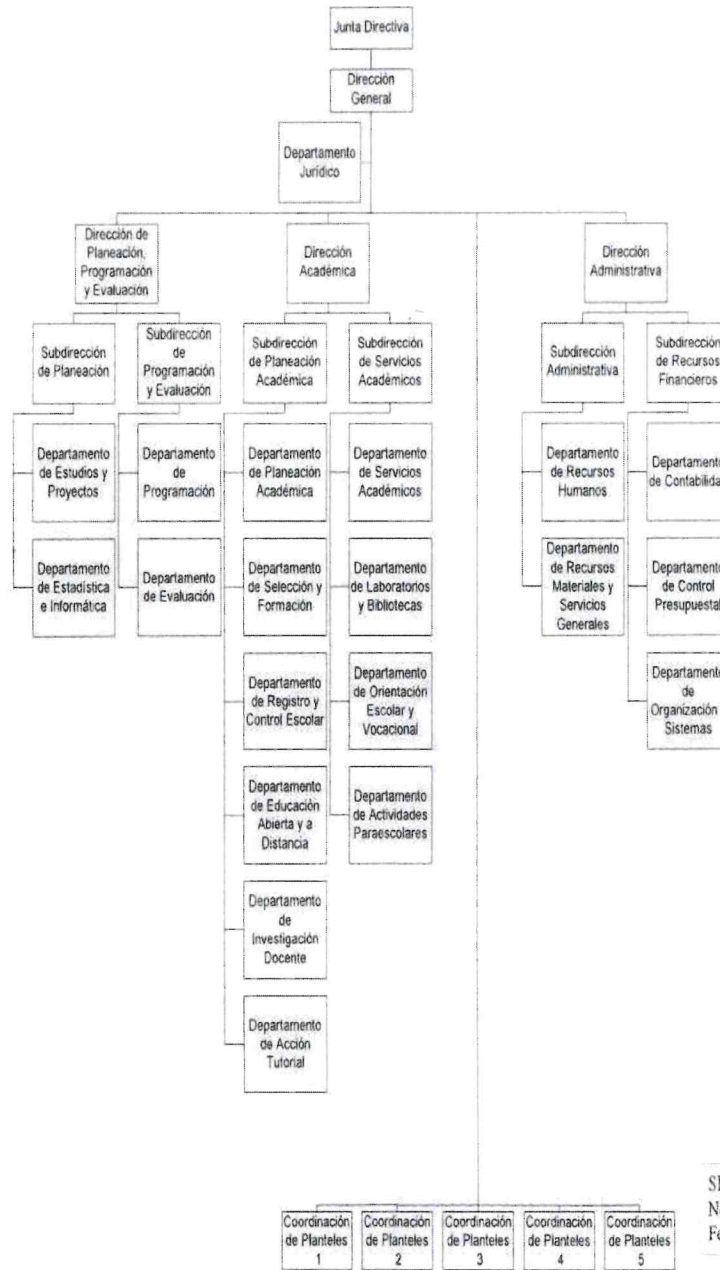 Junta Directiva
Dirección
General
Departamento
Jurídico
Dirección de
Planeación,
Programación
y Evaluación
Dirección
Académica
Dirección
Administrativa
Subdirección
de Planeación
Subdirección
de
Programación
y Evaluación
Subdirección
de Planeación
Académica
Subdirección
de Servicios
Académicos
Subdirección
Administrativa
Subdirección
de Recursos
Financieros
Departamento
de Estudios y
Proyectos
Departamento
de
Programación
Departamento
de Planeación
Académica
Departamento
de Servicios
Académicos
Departamento
de Recursos
Humanos
Departamento
de Contabilidad
Departamento
de Estadística
e Informática
Departamento
de Evaluación
Departamento
de Selección y
Formación
Departamento
de Laboratorios
y Bibliotecas
Departamento
de Recursos
Materiales y
Servicios
Generales
Departamento
de Control
Presupuestal
Departamento
de Registro y
Control Escolar
Departamento
de Orientación
Escolar y
Vocacional
Departamento
de
Organización
Sistemas
Departamento
de Educación
Abierta y a
Distancia
Departamento
de Actividades
Paraescolares
Departamento
de
Investigación
Docente
Departamento
de Acción
Tutorial
Coordinación
de Planteles
1
Coordinación
de Planteles
2
Coordinación
de Planteles
3
Coordinación
de Planteles
4
Coordinación
de Planteles
5